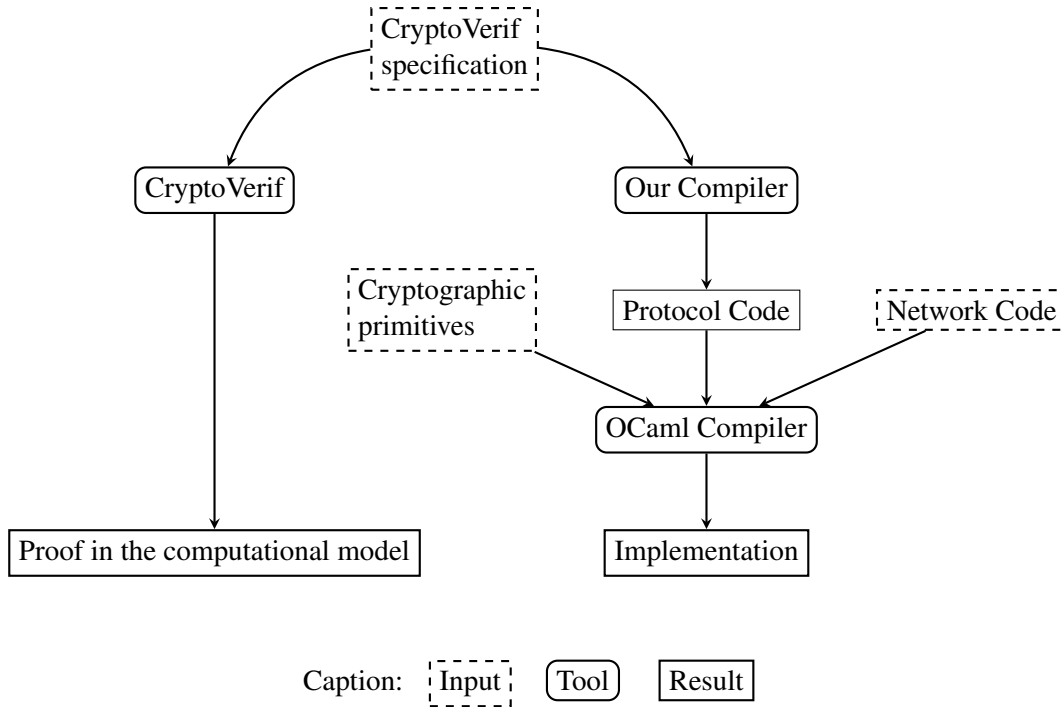 CryptoVerif
specification
CryptoVerif
Our Compiler
Cryptographic
primitives
Protocol Code
Network Code
OCaml Compiler
Proof in the computational model
Implementation
Caption: Input Tool Result